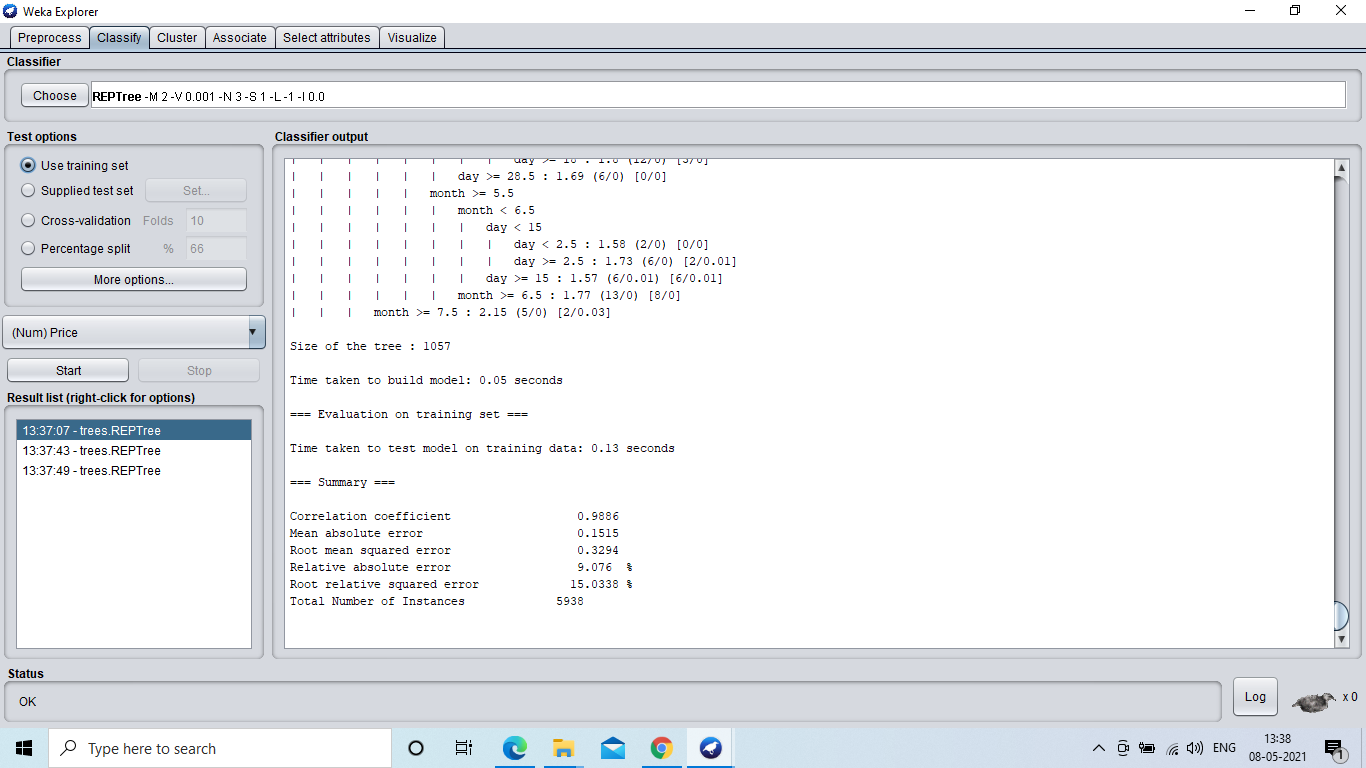 Weka Explorer
Preprocess Classify Cluster Associate Select attributes Visualize
Classifier
Choose REPTree -M 2 -V 0.001 -N 3 -S 1 -L -1 -I 0.0
Test options
Use training set
Supplied test set Set...
Cross-validation Folds 10
Percentage split % 66
More options...
(Num) Price
Start Stop
Result list (right-click for options)
13:37:07 - trees.REPTree
13:37:43 - trees.REPTree
13:37:49 - trees.REPTree
Classifier output
| | | | | | | | day >= 18 : 1.8 (12/0) [5/0]
| | | | | | day >= 28.5 : 1.69 (6/0) [0/0]
| | | | | month >= 5.5
| | | | | | month < 6.5
| | | | | | | day < 15
| | | | | | | | day < 2.5 : 1.58 (2/0) [0/0]
| | | | | | | | day >= 2.5 : 1.73 (6/0) [2/0.01]
| | | | | | | day >= 15 : 1.57 (6/0.01) [6/0.01]
| | | | | | month >= 6.5 : 1.77 (13/0) [8/0]
| | | month >= 7.5 : 2.15 (5/0) [2/0.03]
Size of the tree : 1057
Time taken to build model: 0.05 seconds
=== Evaluation on training set ===
Time taken to test model on training data: 0.13 seconds
=== Summary ===
Correlation coefficient 0.9886
Mean absolute error 0.1515
Root mean squared error 0.3294
Relative absolute error 9.076 %
Root relative squared error 15.0338 %
Total Number of Instances 5938
Status
OK
Log x 0
Type here to search
ENG
13:38
08-05-2021
1